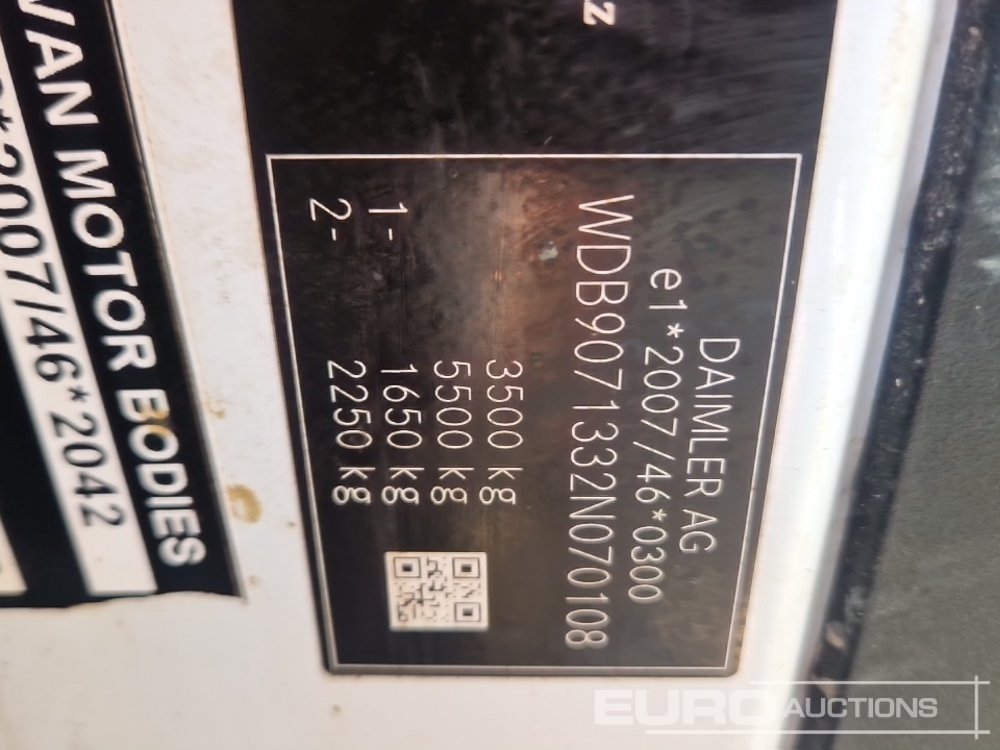 z
DAIMLER AG
e1*2007/46*0300
WDB9071332N070108
3500 kg
5500 kg
1- 1650 kg
2- 2250 kg
VAN MOTOR BODIES
*2007/46*2042
EURO AUCTIONS